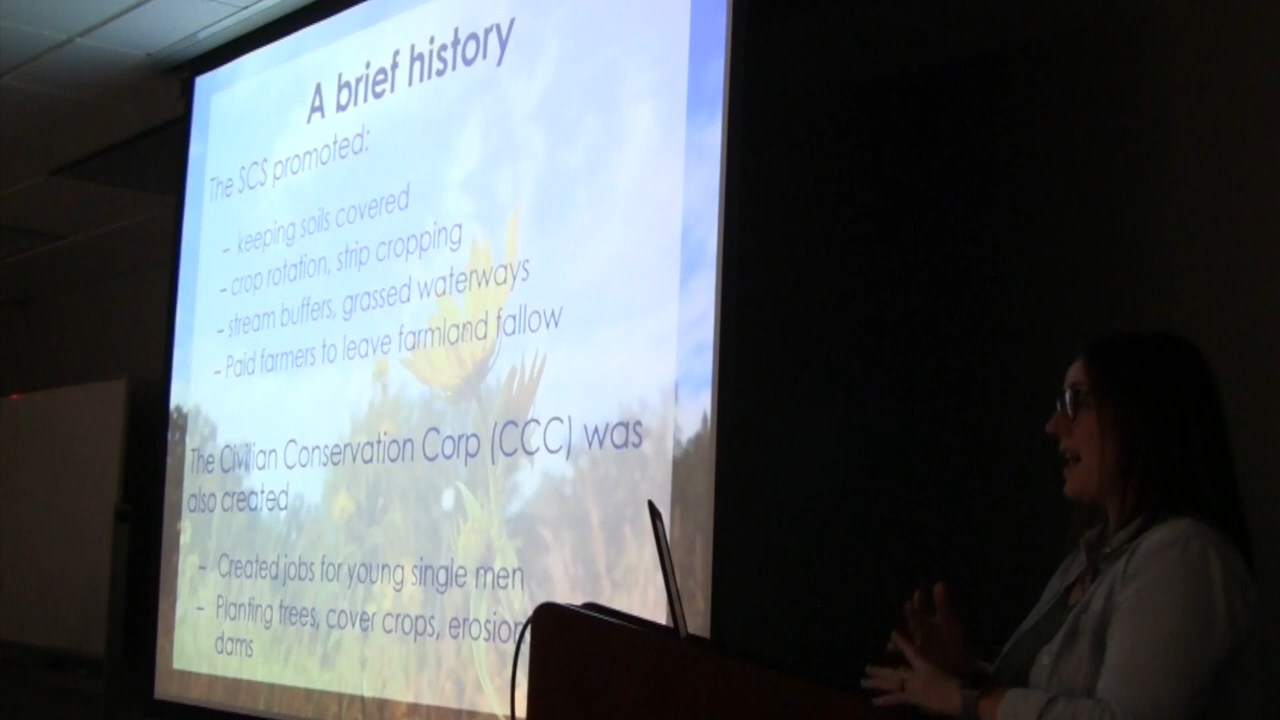 A brief history
The SCS promoted:
– keeping soils covered
– crop rotation, strip cropping
– stream buffers, grassed waterways
– Paid farmers to leave farmland fallow
The Civilian Conservation Corp (CCC) was
also created
– Created jobs for young single men
– Planting trees, cover crops, erosion
dams